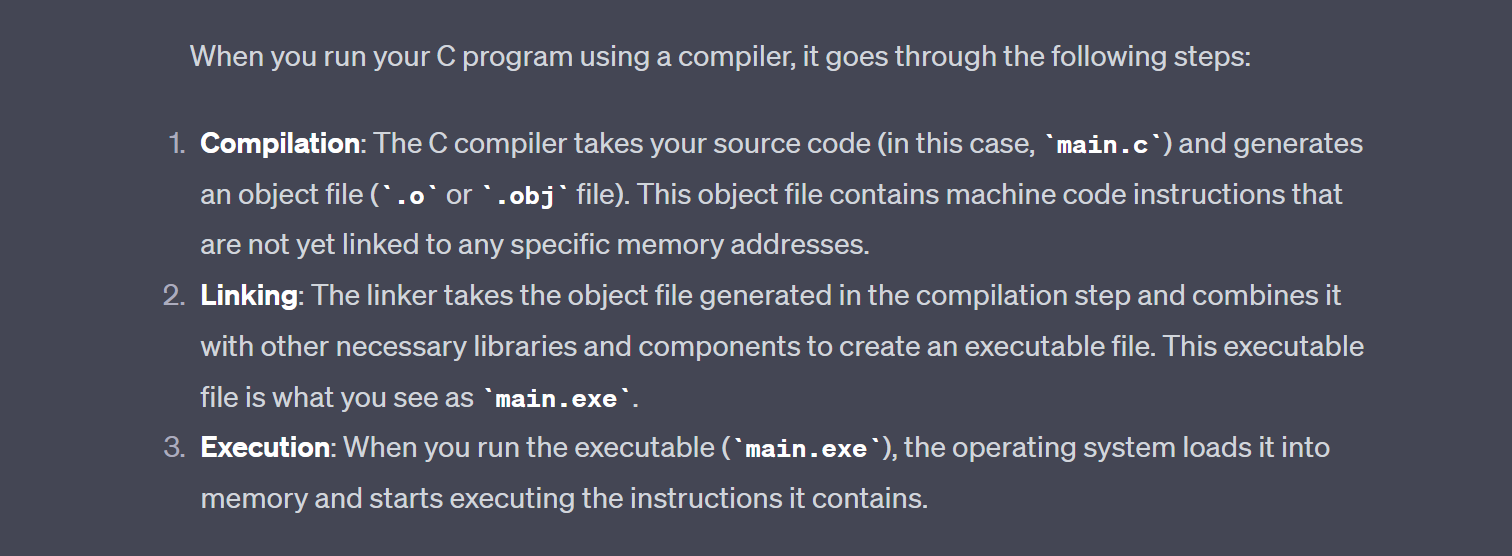 When you run your C program using a compiler, it goes through the following steps:
1. Compilation: The C compiler takes your source code (in this case, `main.c`) and generates
an object file (`.o` or `.obj` file). This object file contains machine code instructions that
are not yet linked to any specific memory addresses.
2. Linking: The linker takes the object file generated in the compilation step and combines it
with other necessary libraries and components to create an executable file. This executable
file is what you see as `main.exe`.
3. Execution: When you run the executable (`main.exe`), the operating system loads it into
memory and starts executing the instructions it contains.